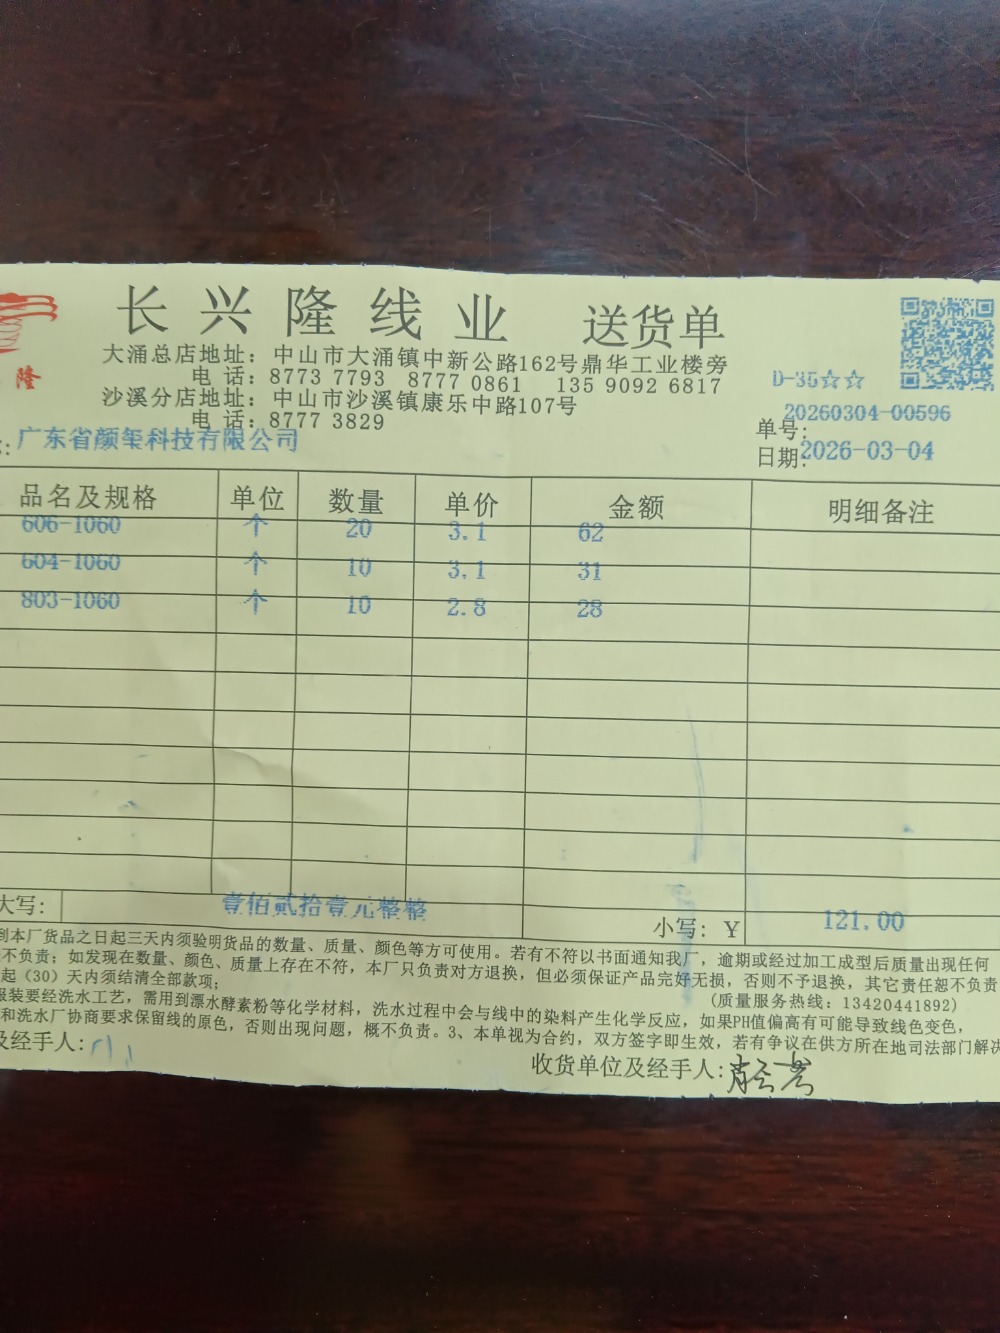 隆
长兴隆线业 送货单
大涌总店地址：中山市大涌镇中新公路162号鼎华工业楼旁
电 话：8773 7793 8777 0861 135 9092 6817
沙溪分店地址：中山市沙溪镇康乐中路107号
电 话：8777 3829
D-35☆☆
单号：20260304-00596
日期：2026-03-04
：广东省颜玺科技有限公司
品名及规格 单位 数量 单价 金额 明细备注
606-1060 个 20 3.1 62
604-1060 个 10 3.1 31
803-1060 个 10 2.8 28
大写： 壹佰贰拾壹元整整 小写：Y 121.00
到本厂货品之日起三天内须验明货品的数量、质量、颜色等方可使用。若有不符以书面通知我厂，逾期或经过加工成型后质量出现任何
不负责；如发现在数量、颜色、质量上存在不符，本厂只负责对方退换，但必须保证产品完好无损，否则不予退换，其它责任恕不负责
起（30）天内须结清全部款项；
（质量服务热线：13420441892）
服装要经洗水工艺，需用到漂水酵素粉等化学材料，洗水过程中会与线中的染料产生化学反应，如果PH值偏高有可能导致线色变色，
和洗水厂协商要求保留线的原色，否则出现问题，概不负责。3、本单视为合约，双方签字即生效，若有争议在供方所在地司法部门解决
及经手人：
收货单位及经手人：